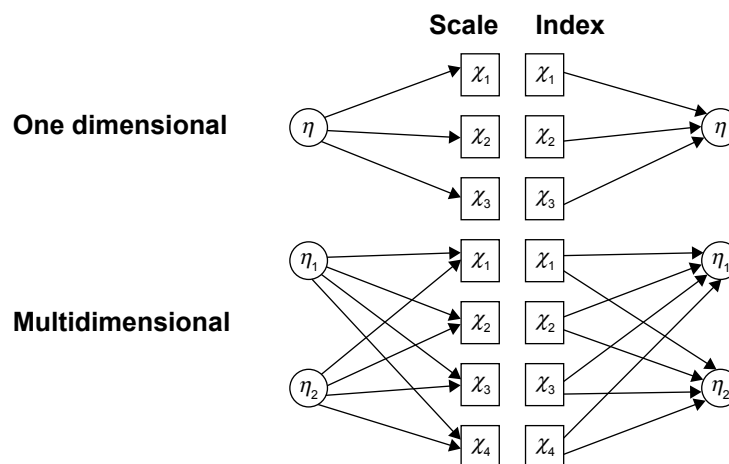 Scale Index
χ₁ χ₁
One dimensional η χ₂ χ₂ η
χ₃ χ₃
η₁ χ₁ χ₁ η₁
Multidimensional χ₂ χ₂
η₂ χ₃ χ₃ η₂
χ₄ χ₄